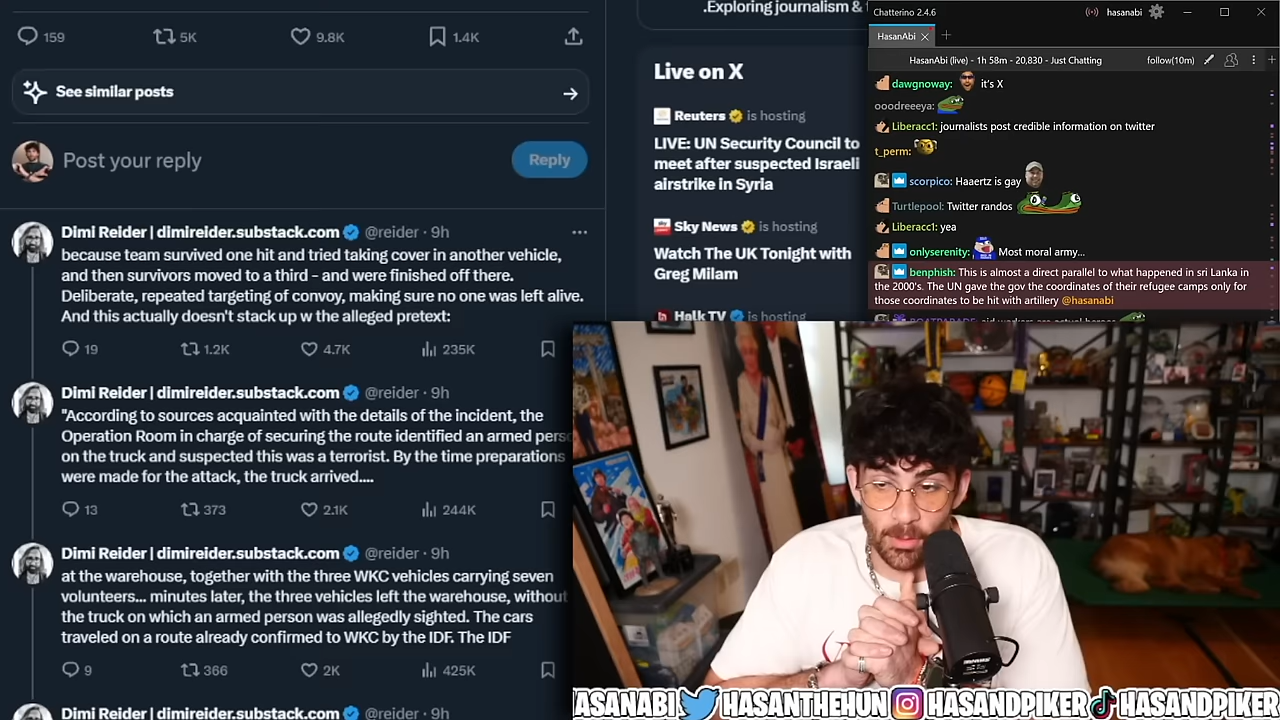 159
5K
9.8K
1.4K
See similar posts
Post your reply
Reply
Dimi Reider | dimireider.substack.com @reider · 9h
because team suffered one hit and tried taking cover in another vehicle,
and then survivors moved to a third - and were finished off there.
Deliberate, repeated targeting of convoy, making sure no one was left alive.
And this actually doesn't stack up w the alleged pretext:
19
1.2K
4.7K
235K
Dimi Reider | dimireider.substack.com @reider · 9h
"According to sources acquainted with the details of the incident, the
Operation Room in charge of securing the route identified an armed perso
on the truck and suspected this was a terrorist. By the time preparations
were made for the attack, the truck arrived....
13
373
2.1K
244K
Dimi Reider | dimireider.substack.com @reider · 9h
at the warehouse, together with the three WKC vehicles carrying seven
volunteers... minutes later, the three vehicles left the warehouse, without
the truck on which an armed person was allegedly sighted. The cars
traveled on a route already confirmed to WKC by the IDF. The IDF
9
366
2K
425K
Dimi Reider | dimireider.substack.com @reider · 9h
.Exploring journalism &
Live on X
Reuters is hosting
LIVE: UN Security Council to
meet after suspected Israeli
airstrike in Syria
Sky News is hosting
Watch The UK Tonight with
Greg Milam
Halk TV is hosting
Chatterino 2.4.6
hasanabi
HasanAbi
HasanAbi (live) - 1h 58m - 20,830 - Just Chatting
follow(10m)
dawgnoway: it's X
ooodreeeya:
Liberacc1: journalists post credible information on twitter
t_perm:
scorpico: Haaertz is gay
Turtlepool: Twitter randos
Liberacc1: yea
onlyserenity: Most moral army...
benphish: This is almost a direct parallel to what happened in sri Lanka in
the 2000's. The UN gave the gov the coordinates of their refugee camps only for
those coordinates to be hit with artillery @hasanabi
ASANABI HASANTHEHUN HASANDPIKER HASANDPIKER